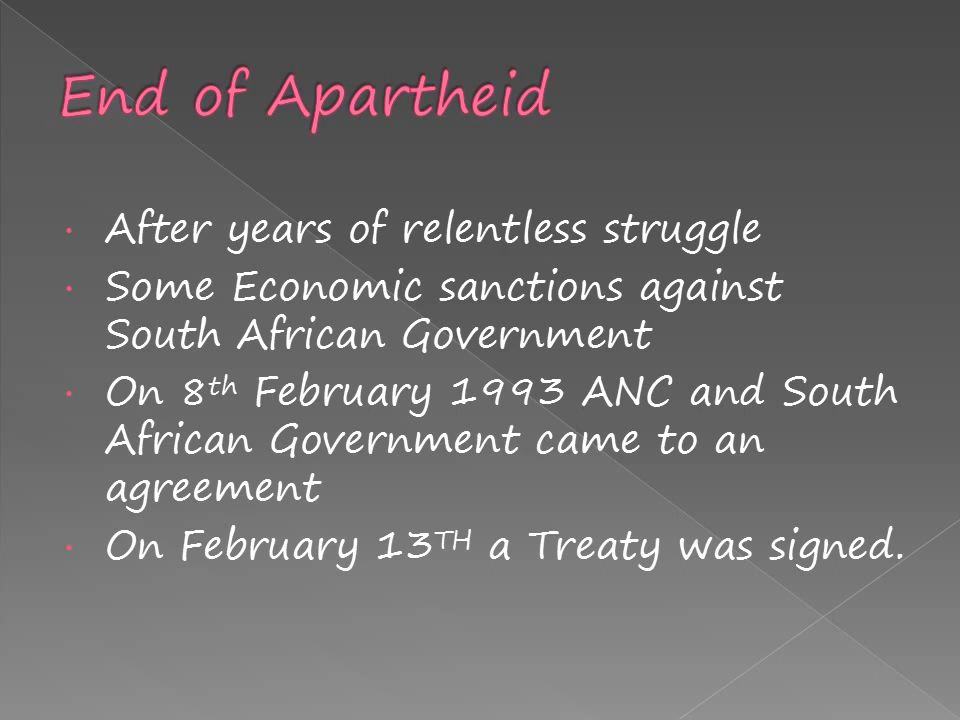 End of Apartheid
After years of relentless struggle
Some Economic sanctions against
South African Government
On 8th February 1993 ANC and South
African Government came to an
agreement
On February 13TH a Treaty was signed.